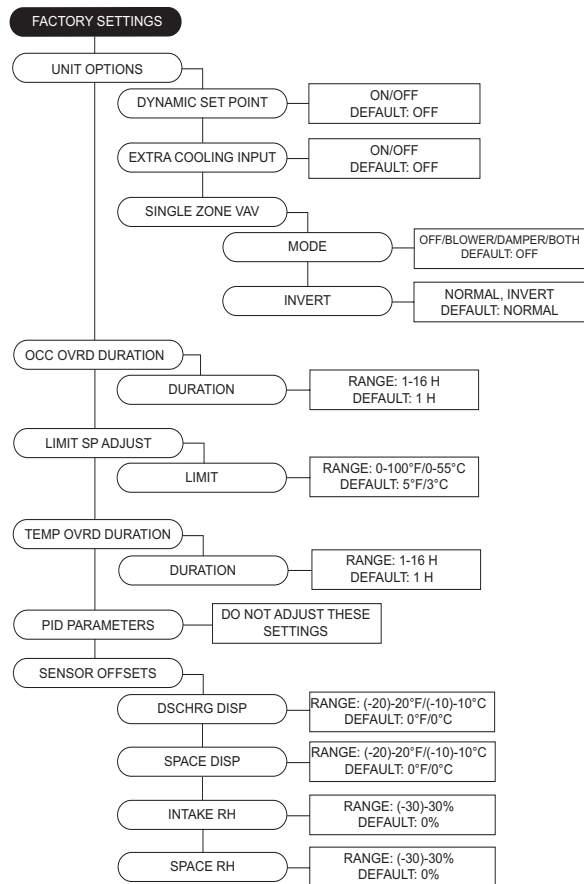 FACTORY SETTINGS
UNIT OPTIONS
DYNAMIC SET POINT
ON/OFF
DEFAULT: OFF
EXTRA COOLING INPUT
ON/OFF
DEFAULT: OFF
SINGLE ZONE VAV
MODE
OFF/BLOWER/DAMPER/BOTH
DEFAULT: OFF
INVERT
NORMAL, INVERT
DEFAULT: NORMAL
OCC OVRD DURATION
DURATION
RANGE: 1-16 H
DEFAULT: 1 H
LIMIT SP ADJUST
LIMIT
RANGE: 0-100°F/0-55°C
DEFAULT: 5°F/3°C
TEMP OVRD DURATION
DURATION
RANGE: 1-16 H
DEFAULT: 1 H
PID PARAMETERS
DO NOT ADJUST THESE
SETTINGS
SENSOR OFFSETS
DSCHRG DISP
RANGE: (-20)-20°F/(-10)-10°C
DEFAULT: 0°F/0°C
SPACE DISP
RANGE: (-20)-20°F/(-10)-10°C
DEFAULT: 0°F/0°C
INTAKE RH
RANGE: (-30)-30%
DEFAULT: 0%
SPACE RH
RANGE: (-30)-30%
DEFAULT: 0%